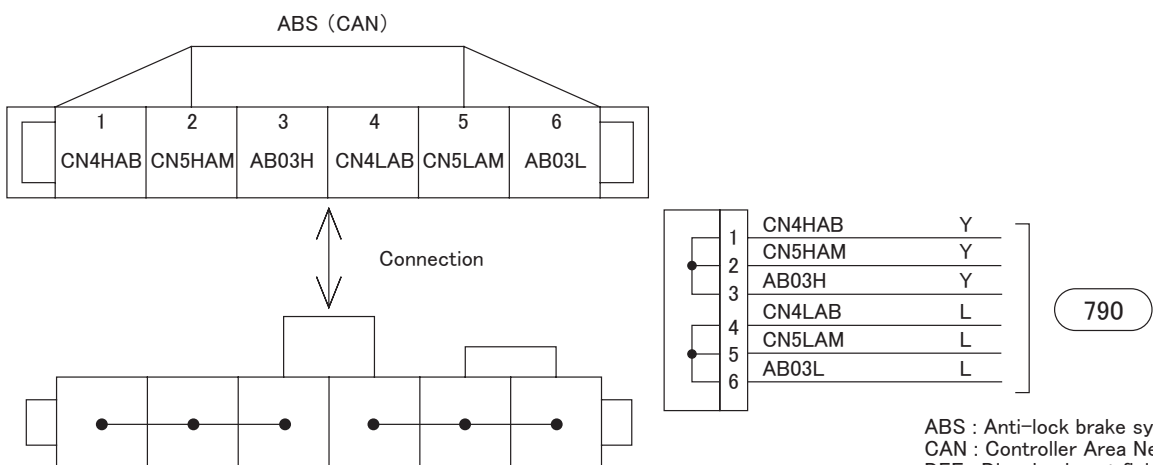 ABS (CAN)
1 2 3 4 5 6
CN4HAB CN5HAM AB03H CN4LAB CN5LAM AB03L
Connection
1 CN4HAB Y
2 CN5HAM Y
3 AB03H Y
4 CN4LAB L
5 CN5LAM L
6 AB03L L
790
ABS : Anti-lock brake sy
CAN : Controller Area Ne